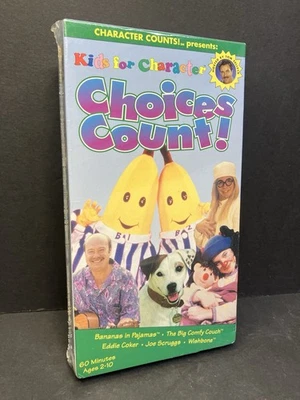 CHARACTER COUNTS!℠ presents:
Kids for Character
Choices
Count!
B1
B2
Bananas in Pajamas™ • The Big Comfy Couch™
Eddie Coker • Joe Scruggs • Wishbone™
60 Minutes
Ages 2-10